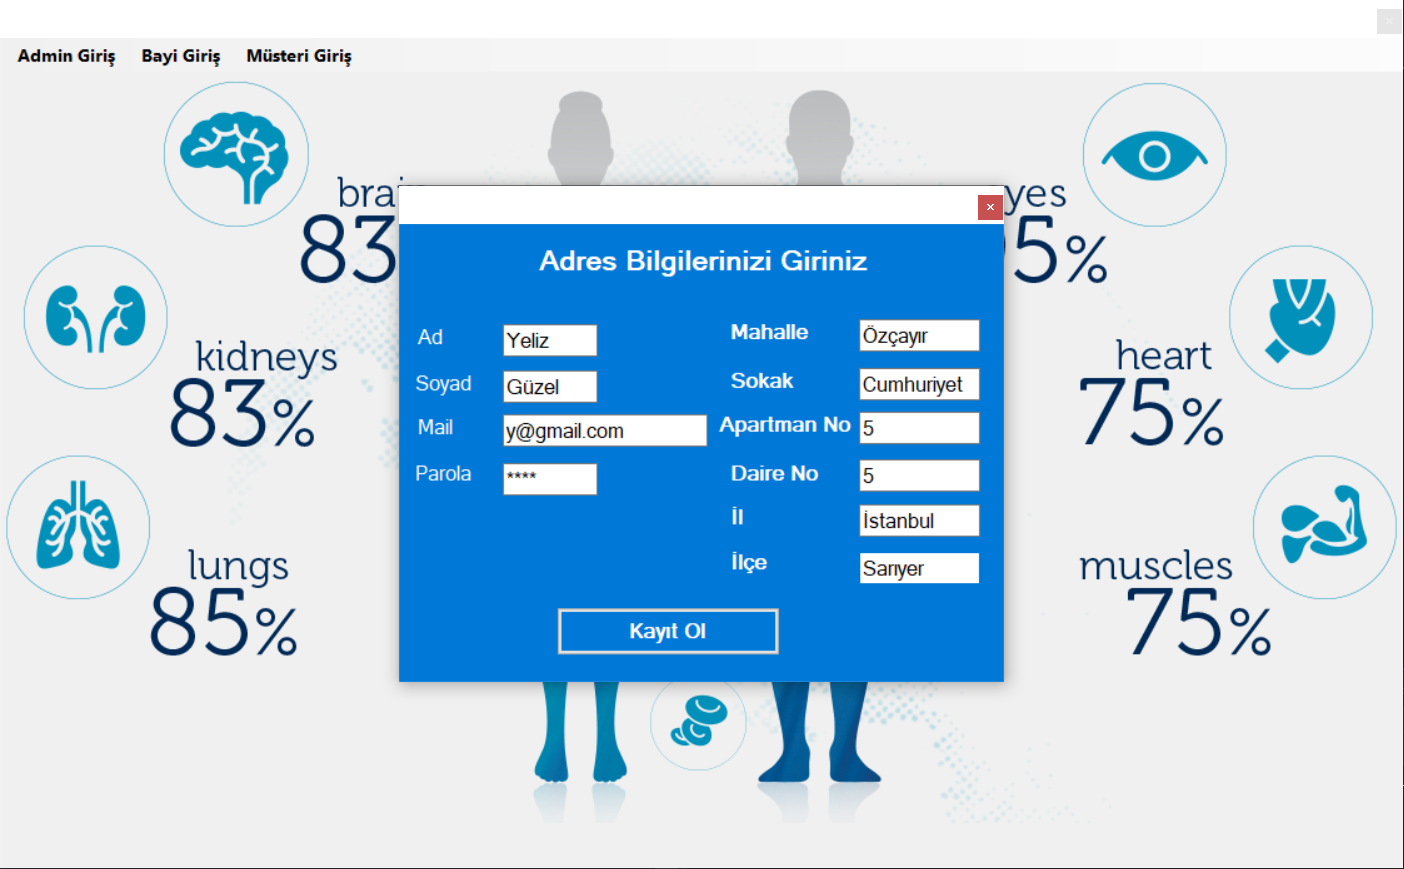 Admin Giriş Bayi Giriş Müsteri Giriş
brai
83
yes
5%
kidneys
83%
heart
75%
lungs
85%
muscles
75%
Adres Bilgilerinizi Giriniz
Ad Yeliz
Soyad Güzel
Mail y@gmail.com
Parola ****
Mahalle Özçayır
Sokak Cumhuriyet
Apartman No 5
Daire No 5
İl İstanbul
İlçe Sarıyer
Kayıt Ol